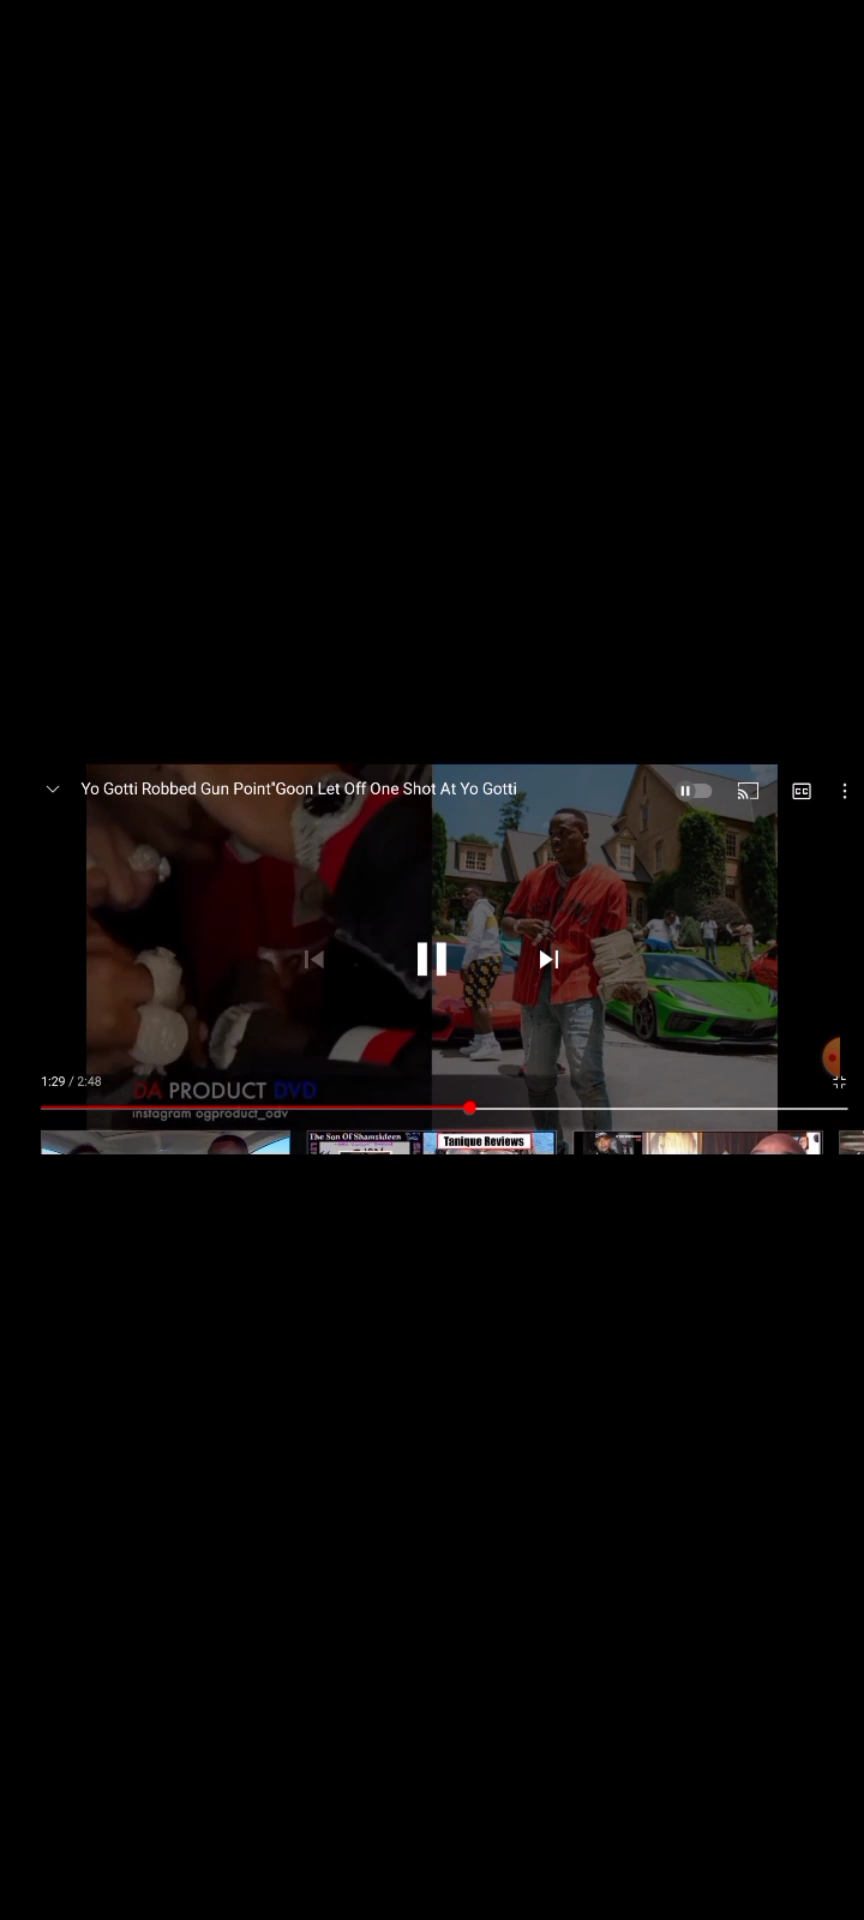 Yo Gotti Robbed Gun Point"Goon Let Off One Shot At Yo Gotti
CC
1:29 / 2:48
DA PRODUCT DVD
instagram ogproduct_odv
The Son Of Shamsideen
Tanique Reviews